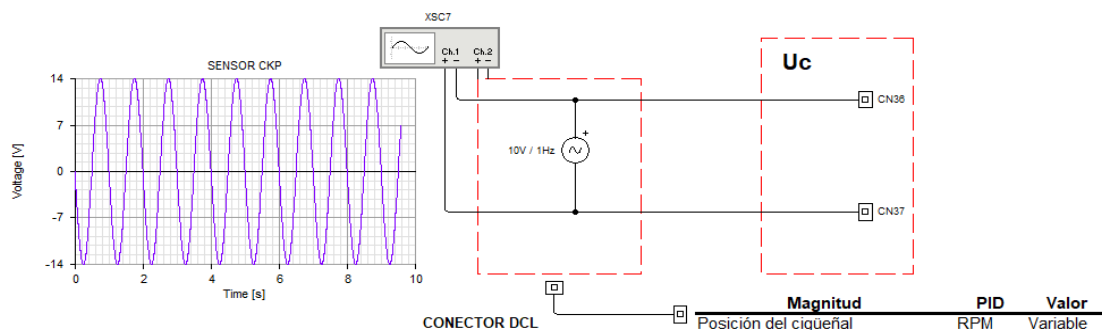 XSC7
Ch.1 Ch.2
+ - + -
SENSOR CKP
Voltage [V]
14
7
0
-7
-14
0 2 4 6 8 10
Time [s]
10V / 1Hz
+
Uc
CN36
CN37
CONECTOR DCL
Magnitud PID Valor
Posición del cigüeñal RPM Variable